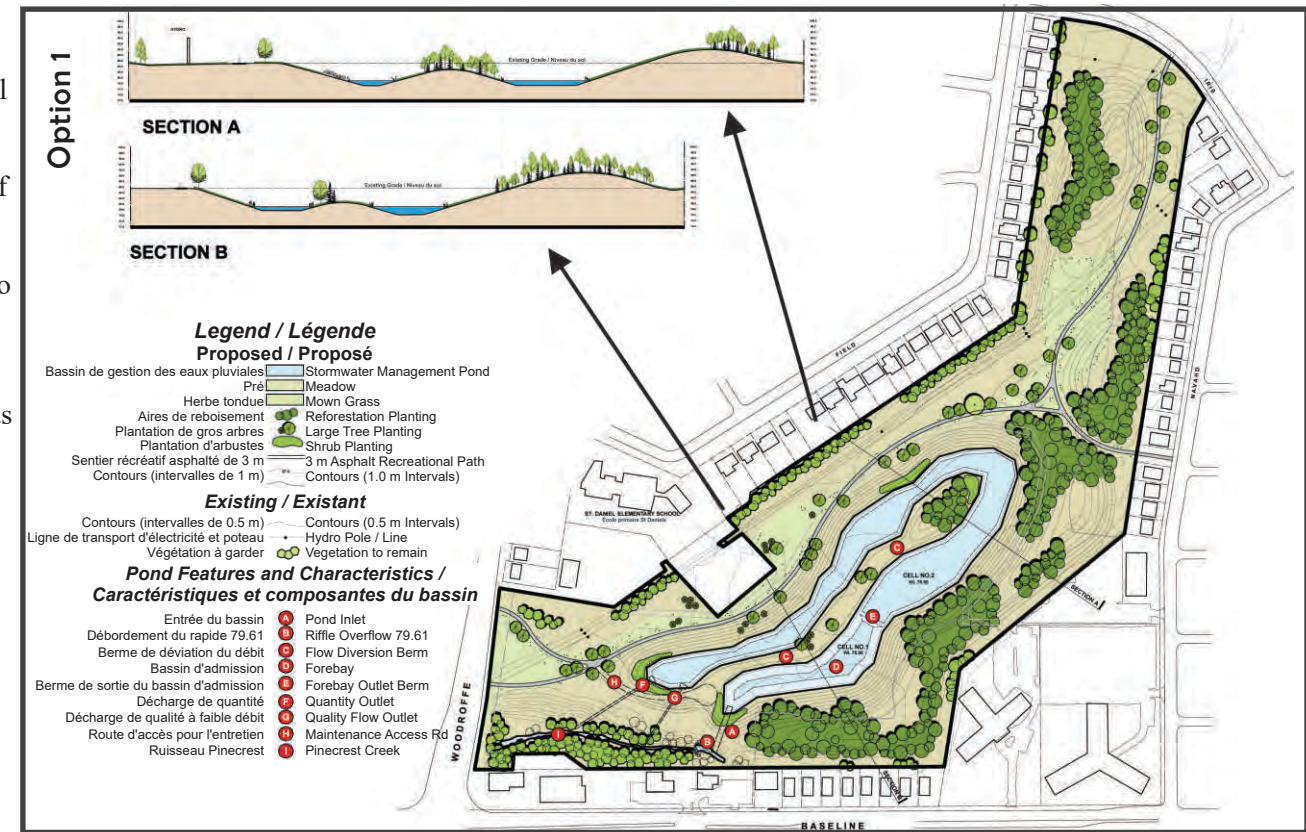 Option 1
HYDRO
Existing Grade / Niveau du sol
SECTION A
Existing Grade / Niveau du sol
SECTION B
Legend / Légende
Proposed / Proposé
Bassin de gestion des eaux pluviales Stormwater Management Pond
Pré Meadow
Herbe tondue Mown Grass
Aires de reboisement Reforestation Planting
Plantation de gros arbres Large Tree Planting
Plantation d'arbustes Shrub Planting
Sentier récréatif asphalté de 3 m 3 m Asphalt Recreational Path
Contours (intervalles de 1 m) Contours (1.0 m Intervals)
Existing / Existant
Contours (intervalles de 0.5 m) Contours (0.5 m Intervals)
Ligne de transport d'électricité et poteau Hydro Pole / Line
Végétation à garder Vegetation to remain
Pond Features and Characteristics /
Caractéristiques et composantes du bassin
Entrée du bassin A Pond Inlet
Débordement du rapide 79.61 B Riffle Overflow 79.61
Berme de déviation du débit C Flow Diversion Berm
Bassin d'admission D Forebay
Berme de sortie du bassin d'admission E Forebay Outlet Berm
Décharge de quantité F Quantity Outlet
Décharge de qualité à faible débit G Quality Flow Outlet
Route d'accès pour l'entretien H Maintenance Access Rd
Ruisseau Pinecrest I Pinecrest Creek
IRIS
FIELD
NAVAHO
ST. DANIEL ELEMENTARY SCHOOL
École primaire St Daniels
C
CELL NO.2
E
SECTION A
CELL NO.1
C
D
H
F
G
A
B
I
SECTION B
WOODROFFE
BASELINE